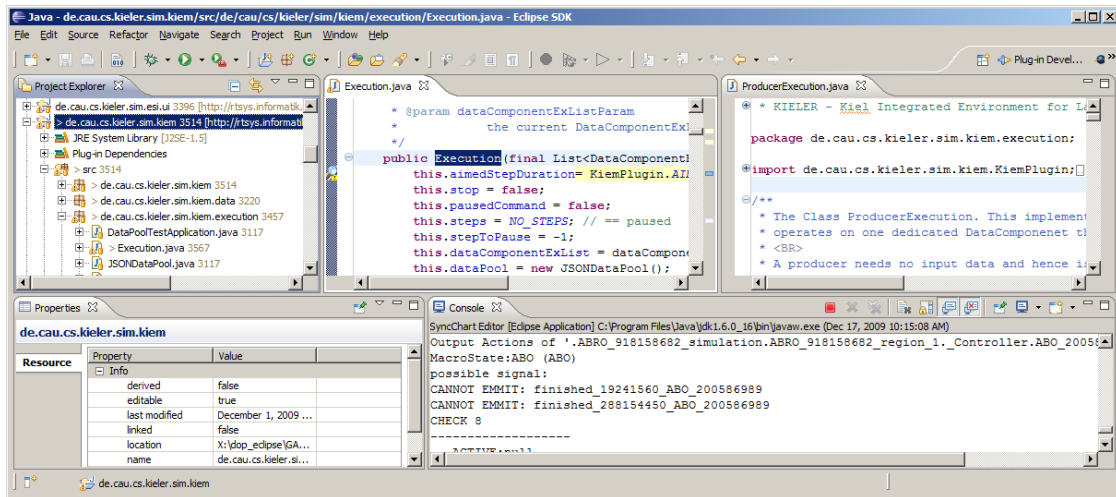 Java - de.cau.cs.kieler.sim.kiem/src/de/cau/cs/kieler/sim/kiem/execution/Execution.java - Eclipse SDK
File Edit Source Refactor Navigate Search Project Run Window Help
Plug-in Devel...
Project Explorer
de.cau.cs.kieler.sim.esi.ui 3396 [http://rtsys.informatik.
> de.cau.cs.kieler.sim.kiem 3514 [http://rtsys.informati
JRE System Library [J2SE-1.5]
Plug-in Dependencies
> src 3514
> de.cau.cs.kieler.sim.kiem 3514
> de.cau.cs.kieler.sim.kiem.data 3220
> de.cau.cs.kieler.sim.kiem.execution 3457
DataPoolTestApplication.java 3117
> Execution.java 3567
JSONDataPool.java 3117
Execution.java
* @param dataComponentExListParam
* the current DataComponentEx
*/
public Execution(final List<DataComponent
this.aimedStepDuration= KiemPlugin.AI
this.stop = false;
this.pausedCommand = false;
this.steps = NO_STEPS; // == paused
this.stepToPause = -1;
this.dataComponentExList = dataCompon
this.dataPool = new JSONDataPool();
ProducerExecution.java
* KIELER - Kiel Integrated Environment for L
package de.cau.cs.kieler.sim.kiem.execution;
import de.cau.cs.kieler.sim.kiem.KiemPlugin;
/**
* The Class ProducerExecution. This implemen
* operates on one dedicated DataComponenet t
* <BR>
* A producer needs no input data and hence i
Properties
de.cau.cs.kieler.sim.kiem
Resource
Property Value
Info
derived false
editable true
last modified December 1, 2009 ...
linked false
location X:\dop_eclipse\GA...
name de.cau.cs.kieler.si...
Console
SyncChart Editor [Eclipse Application] C:\Program Files\Java\jdk1.6.0_16\bin\javaw.exe (Dec 17, 2009 10:15:08 AM)
Output Actions of '.ABRO_918158682_simulation.ABRO_918158682_region_1._Controller.ABO_20058
MacroState:ABO (ABO)
possible signal:
CANNOT EMMIT: finished_19241560_ABO_200586989
CANNOT EMMIT: finished_288154450_ABO_200586989
CHECK 8
-------------------
ACTIVE:null
de.cau.cs.kieler.sim.kiem